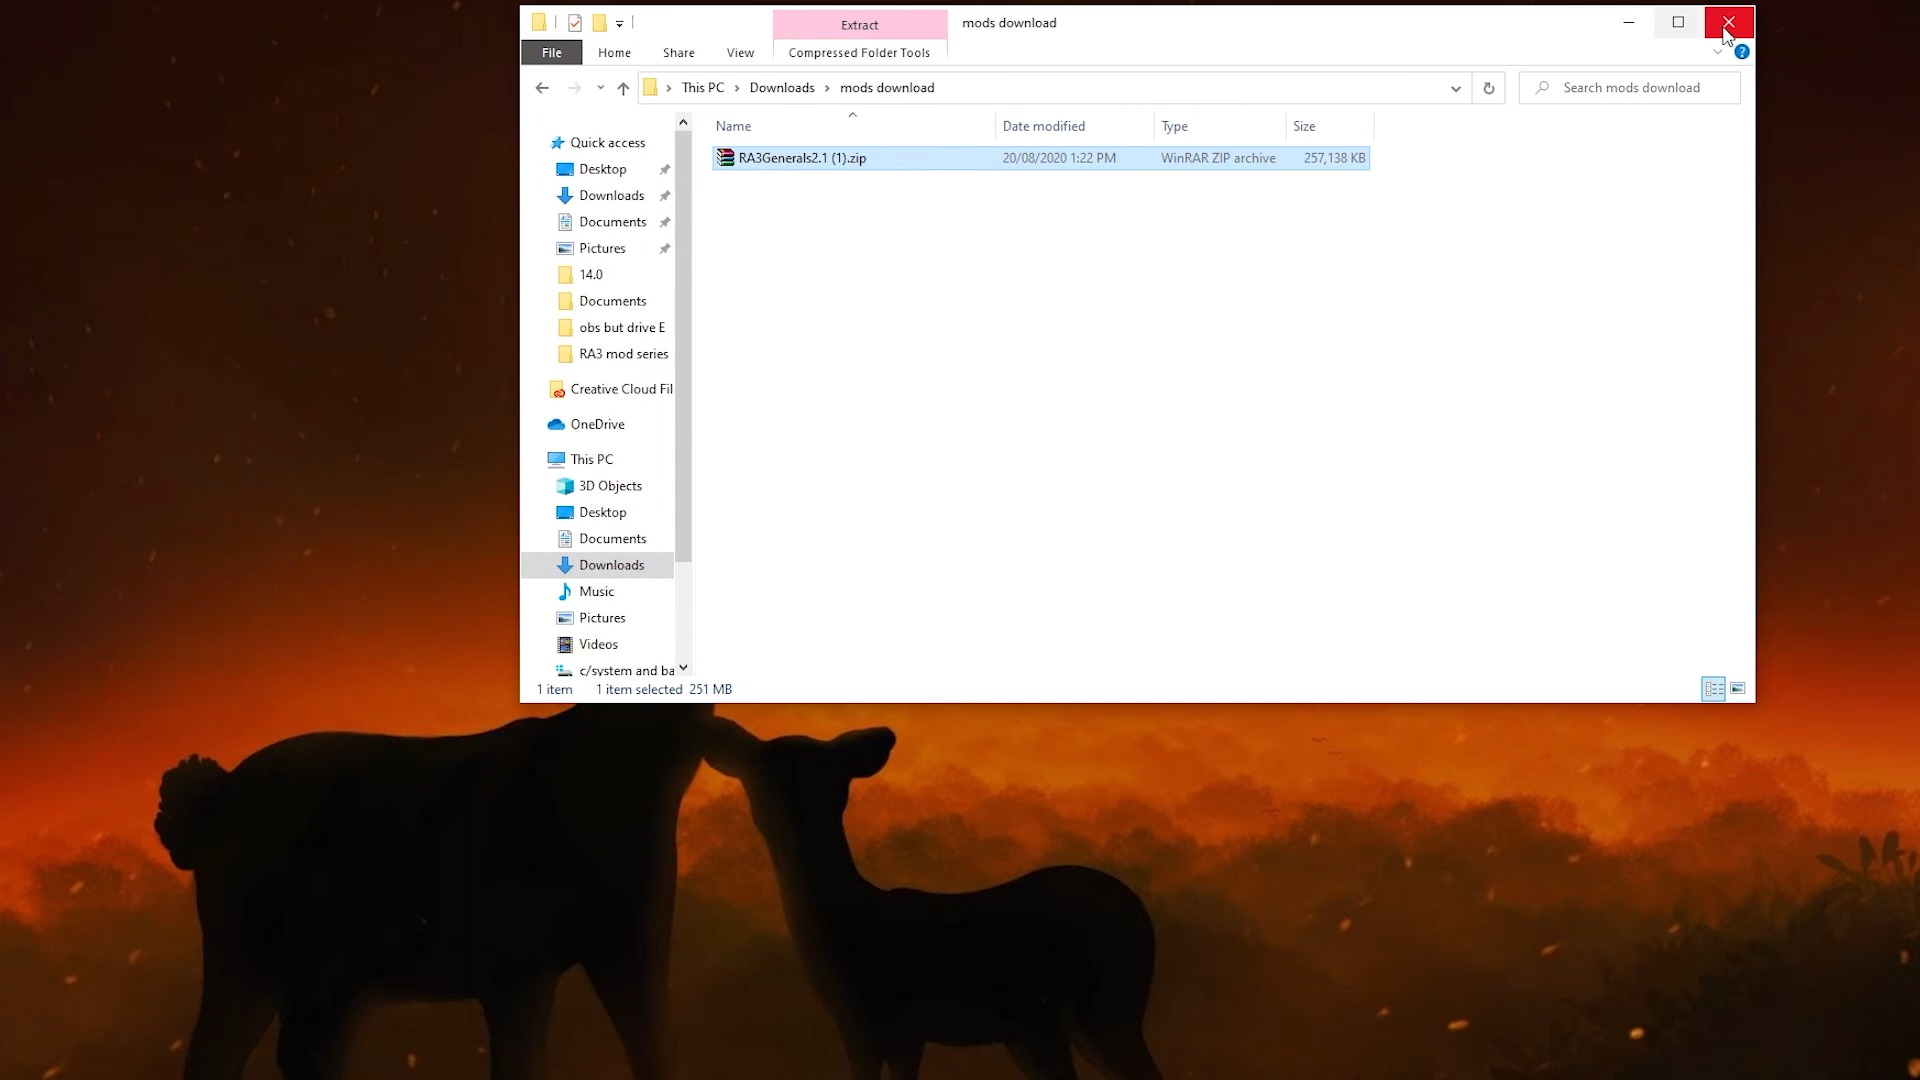 Extract
mods download
File
Home
Share
View
Compressed Folder Tools
?
This PC
Downloads
mods download
Search mods download
Name
Date modified
Type
Size
RA3Generals2.1 (1).zip
20/08/2020 1:22 PM
WinRAR ZIP archive
257,138 KB
Quick access
Desktop
Downloads
Documents
Pictures
14.0
Documents
obs but drive E
RA3 mod series
Creative Cloud Fil
OneDrive
This PC
3D Objects
Desktop
Documents
Downloads
Music
Pictures
Videos
c/system and ba
1 item
1 item selected 251 MB